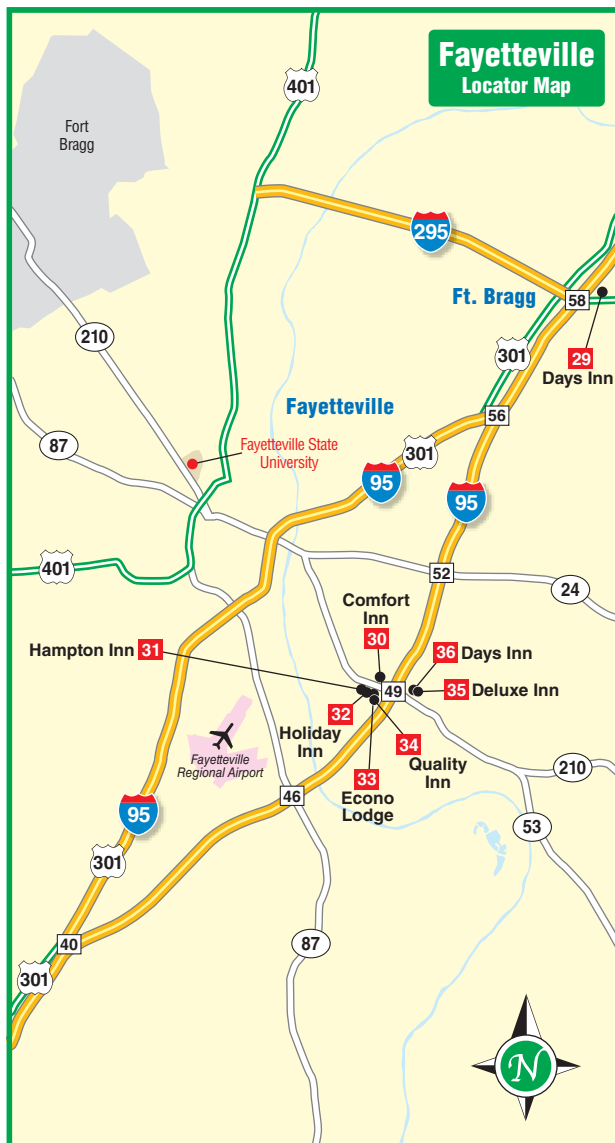 Fayetteville
Locator Map
401
Fort
Bragg
295
Ft. Bragg
58
210
301
29
Days Inn
Fayetteville
56
87
301
Fayetteville State
University
95
95
401
52
24
Comfort
Inn
30
Hampton Inn 31
36 Days Inn
49
35 Deluxe Inn
32
Holiday
Inn
34
Quality
Inn
Fayetteville
Regional Airport
33
Econo
Lodge
210
46
95
53
301
40
87
301
N